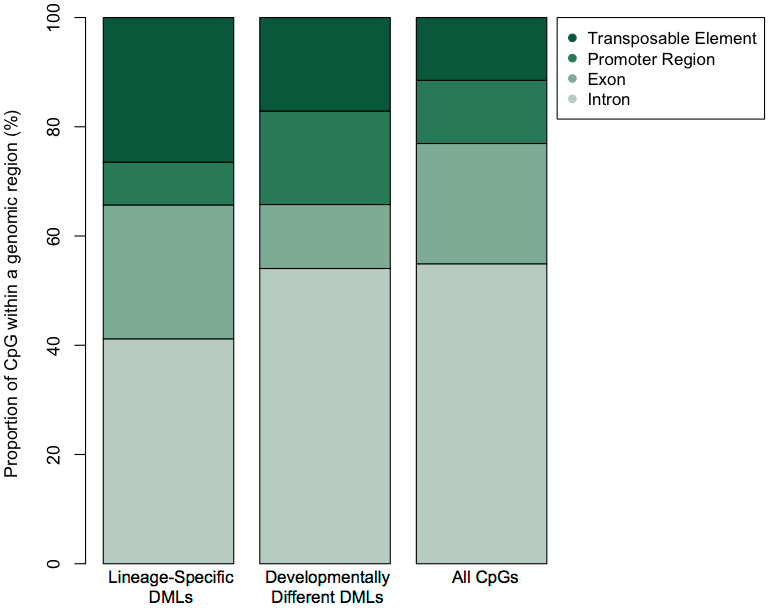 Proportion of CpG within a genomic region (%)
100
80
60
40
20
0
Transposable Element
Promoter Region
Exon
Intron
Lineage-Specific
DMLs
Developmentally
Different DMLs
All CpGs